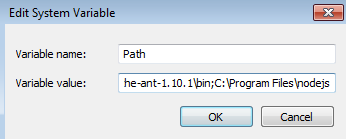 Edit System Variable
Variable name: Path
Variable value: he-ant-1.10.1\bin;C:\Program Files\nodejs
OK Cancel